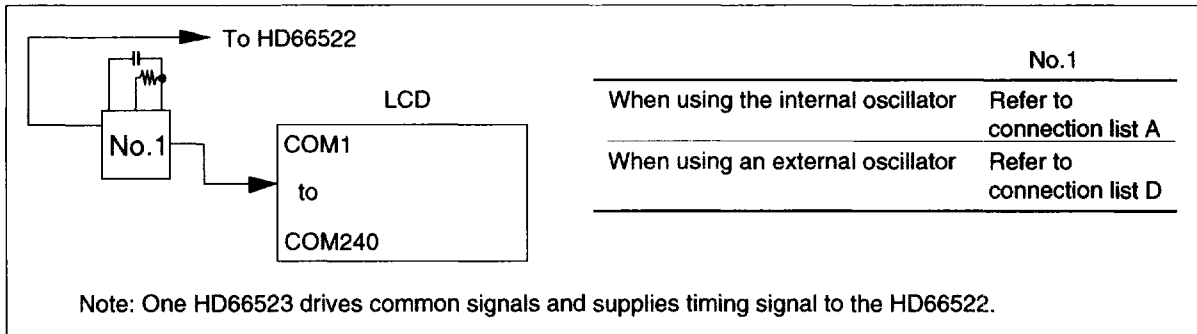 To HD66522
No.1
LCD
COM1
to
COM240
No.1
When using the internal oscillator Refer to
connection list A
When using an external oscillator Refer to
connection list D
Note: One HD66523 drives common signals and supplies timing signal to the HD66522.